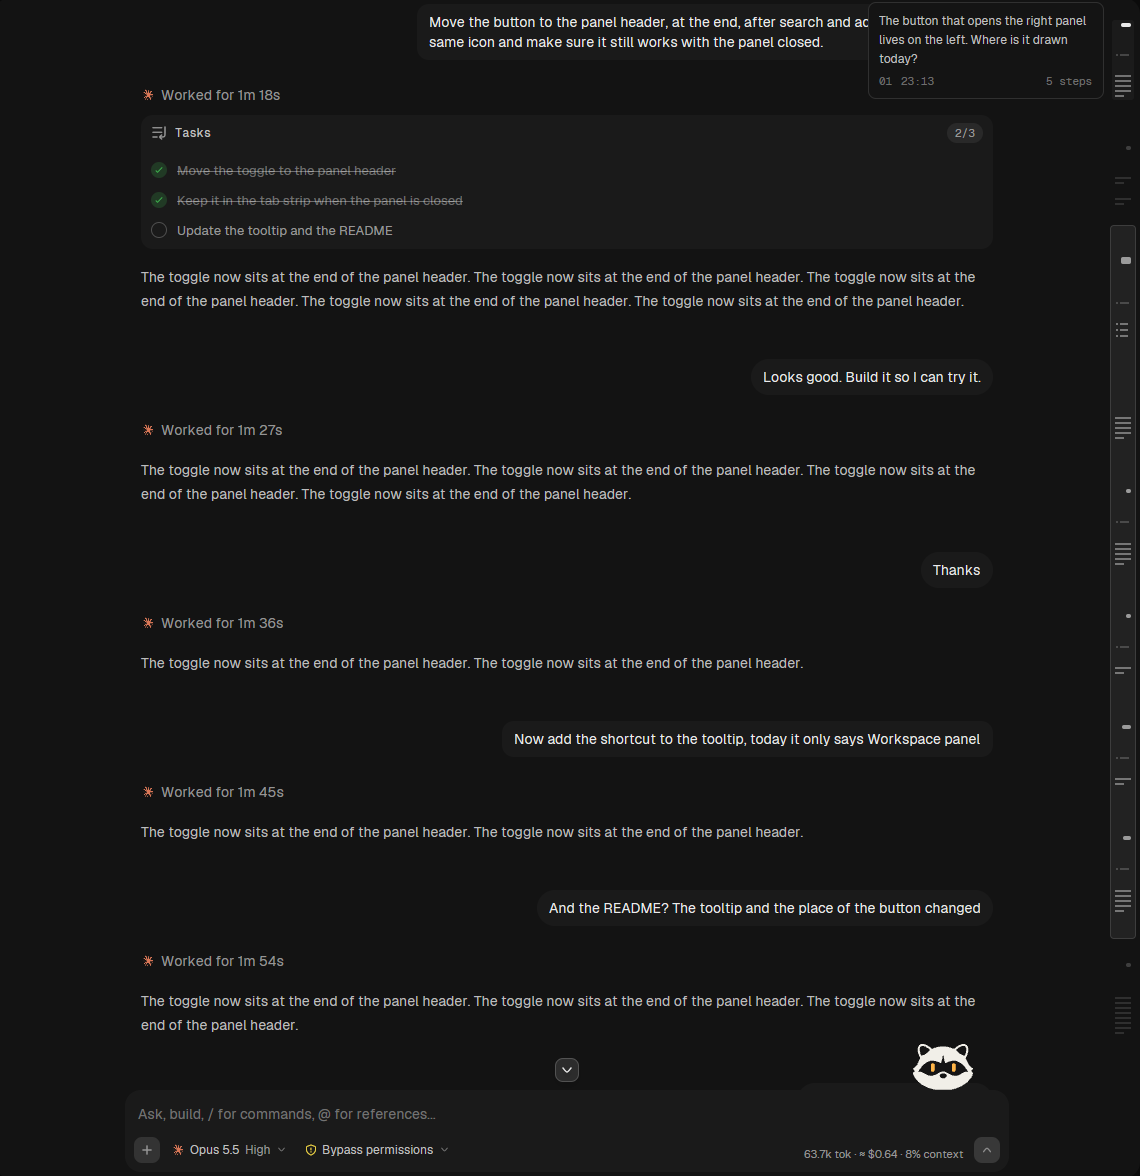 Move the button to the panel header, at the end, after search and
same icon and make sure it still works with the panel closed.
The button that opens the right panel
lives on the left. Where is it drawn
today?
01 23:13 5 steps
Worked for 1m 18s
Tasks 2/3
Move the toggle to the panel header
Keep it in the tab strip when the panel is closed
Update the tooltip and the README
The toggle now sits at the end of the panel header. The toggle now sits at the end of the panel header. The toggle now sits at the
end of the panel header. The toggle now sits at the end of the panel header. The toggle now sits at the end of the panel header.
Looks good. Build it so I can try it.
Worked for 1m 27s
The toggle now sits at the end of the panel header. The toggle now sits at the end of the panel header. The toggle now sits at the
end of the panel header. The toggle now sits at the end of the panel header.
Thanks
Worked for 1m 36s
The toggle now sits at the end of the panel header. The toggle now sits at the end of the panel header.
Now add the shortcut to the tooltip, today it only says Workspace panel
Worked for 1m 45s
The toggle now sits at the end of the panel header. The toggle now sits at the end of the panel header.
And the README? The tooltip and the place of the button changed
Worked for 1m 54s
The toggle now sits at the end of the panel header. The toggle now sits at the end of the panel header. The toggle now sits at the
end of the panel header.
Ask, build, / for commands, @ for references...
Opus 5.5 High Bypass permissions 63.7k tok · ≈ $0.64 · 8% context